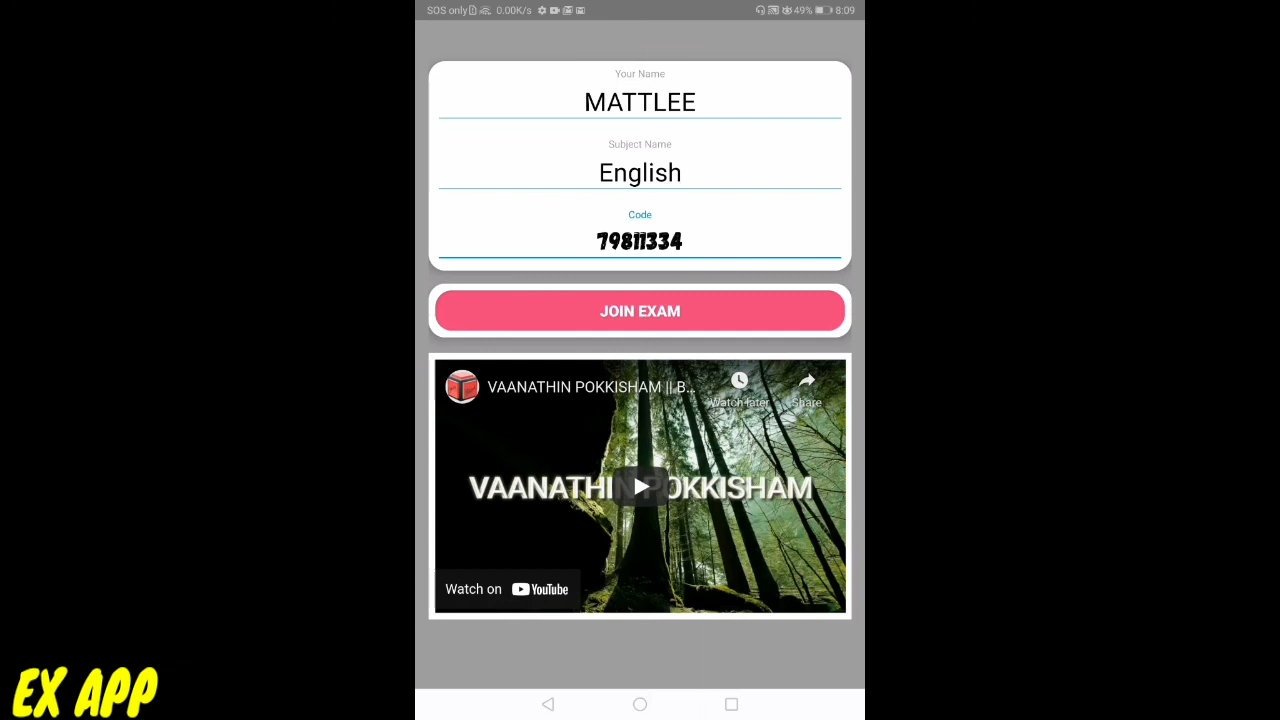 SOS only 0.00K/s 49% 8:09
Your Name
MATTLEE
Subject Name
English
Code
79811334
JOIN EXAM
VAANATHIN POKKISHAM || B...
Watch later Share
VAANATHIN POKKISHAM
Watch on YouTube
EX APP